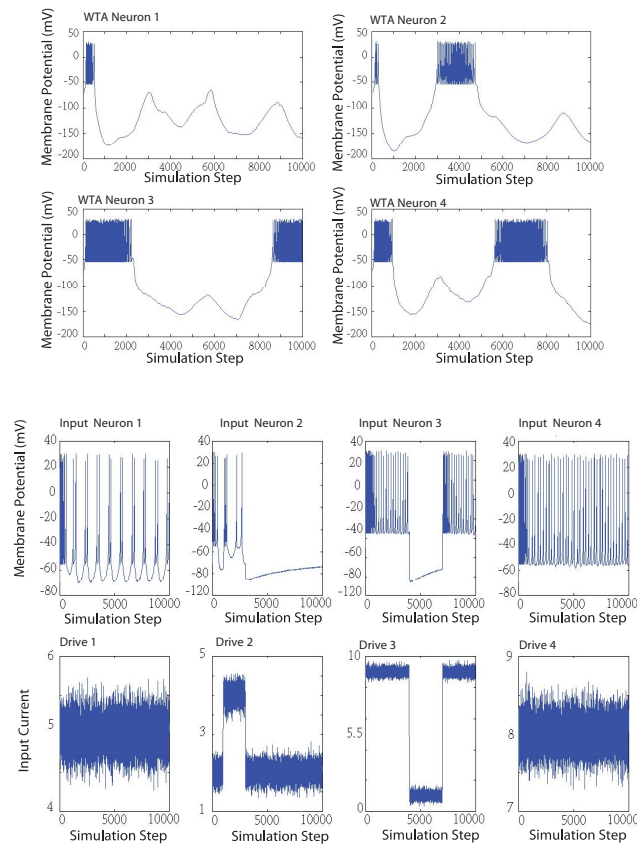 WTA Neuron 1
Membrane Potential (mV)
50
0
-50
-100
-150
-200
0 2000 4000 6000 8000 10000
Simulation Step
WTA Neuron 2
Membrane Potential (mV)
50
0
-50
-100
-150
-200
0 2000 4000 6000 8000 10000
Simulation Step
WTA Neuron 3
Membrane Potential (mV)
50
0
-50
-100
-150
-200
0 2000 4000 6000 8000 10000
Simulation Step
WTA Neuron 4
Membrane Potential (mV)
50
0
-50
-100
-150
-200
0 2000 4000 6000 8000 10000
Simulation Step
Input Neuron 1
Membrane Potential (mV)
40
20
0
-20
-40
-60
-80
0 5000 10000
Simulation Step
Input Neuron 2
40
20
0
-20
-40
-80
-120
0 5000 10000
Simulation Step
Input Neuron 3
40
20
0
-20
-40
-80
-120
0 5000 10000
Simulation Step
Input Neuron 4
40
20
0
-20
-40
-60
-80
0 5000 10000
Simulation Step
Drive 1
Input Current
6
5
4
0 5000 10000
Simulation Step
Drive 2
5
3
1
0 5000 10000
Simulation Step
Drive 3
10
5.5
0
0 5000 10000
Simulation Step
Drive 4
9
8
7
0 5000 10000
Simulation Step